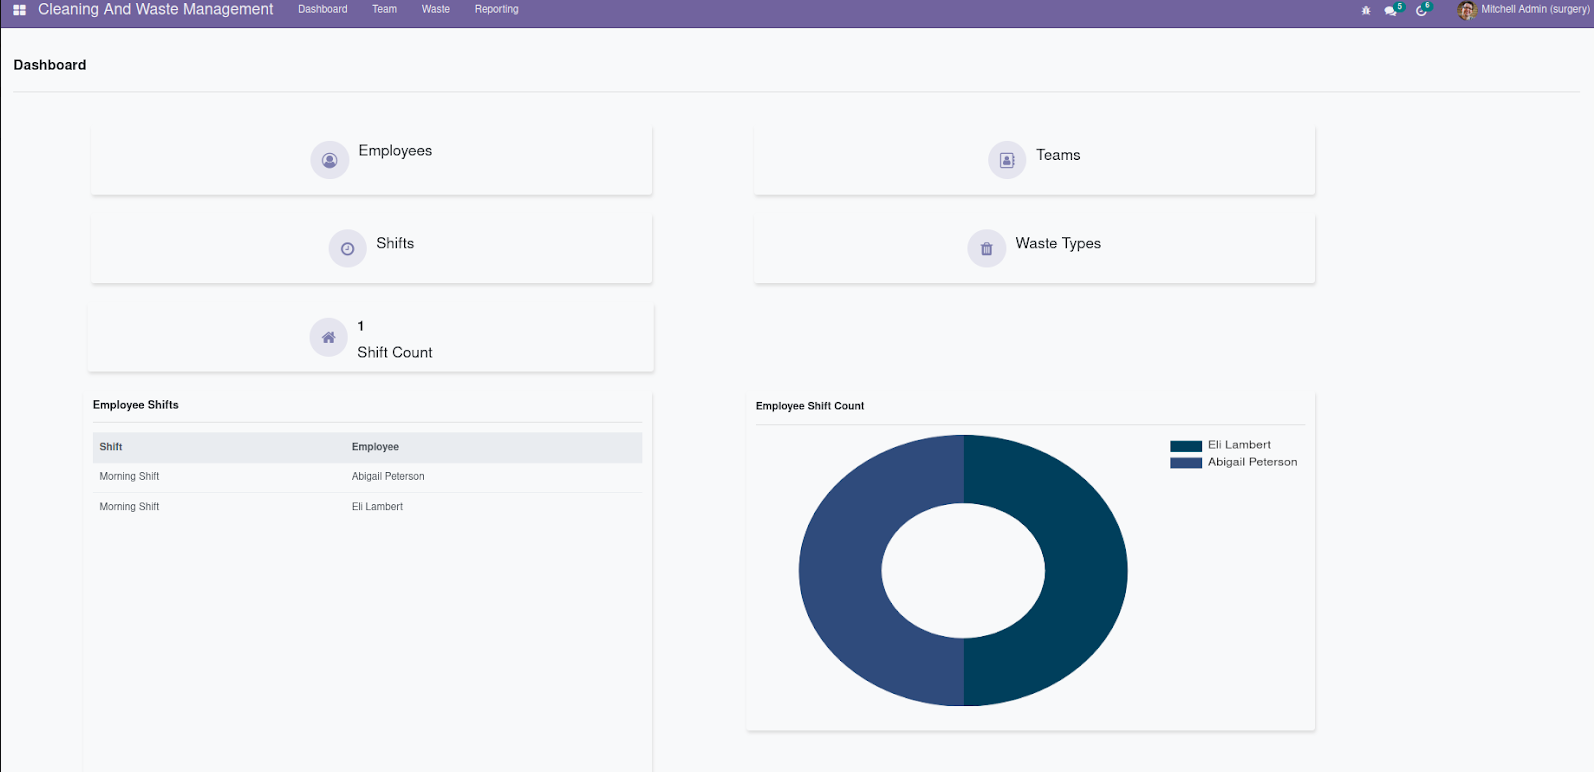 Cleaning And Waste Management Dashboard Team Waste Reporting 5 6 Mitchell Admin (surgery)
Dashboard
Employees
Teams
Shifts
Waste Types
1
Shift Count
Employee Shifts
Shift Employee
Morning Shift Abigail Peterson
Morning Shift Eli Lambert
Employee Shift Count
Eli Lambert
Abigail Peterson